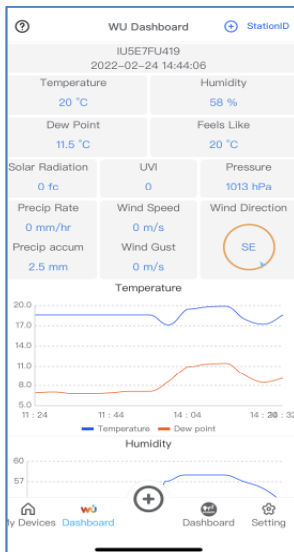 WU Dashboard
StationID
IU5E7FU419
2022-02-24 14:44:06
Temperature
Humidity
20 °C
58 %
Dew Point
Feels Like
11.5 °C
20 °C
Solar Radiation
UVI
Pressure
0 fc
0
1013 hPa
Precip Rate
Wind Speed
Wind Direction
0 mm/hr
0 m/s
Precip accum
Wind Gust
SE
2.5 mm
0 m/s
Temperature
20.0
17.0
14.0
11.0
8.0
5.0
11 : 24
11 : 44
14 : 04
Temperature
Dew point
Humidity
60
57
wu
My Devices
Dashboard
Dashboard
Setting